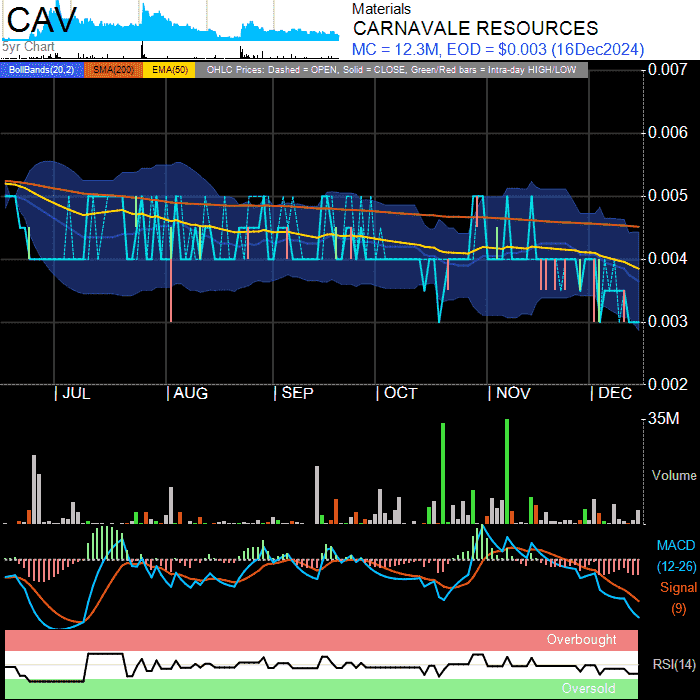 CAV
5yr Chart
Materials
CARNAVALE RESOURCES
MC = 12.3M, EOD = $0.003 (16Dec2024)
BollBands(20,2) SMA(200) EMA(50) OHLC Prices: Dashed = OPEN, Solid = CLOSE, Green/Red bars = Intra-day HIGH/LOW
0.007
0.006
0.005
0.004
0.003
0.002
JUL AUG SEP OCT NOV DEC
35M
Volume
MACD
(12-26)
Signal
(9)
Overbought
RSI(14)
Oversold